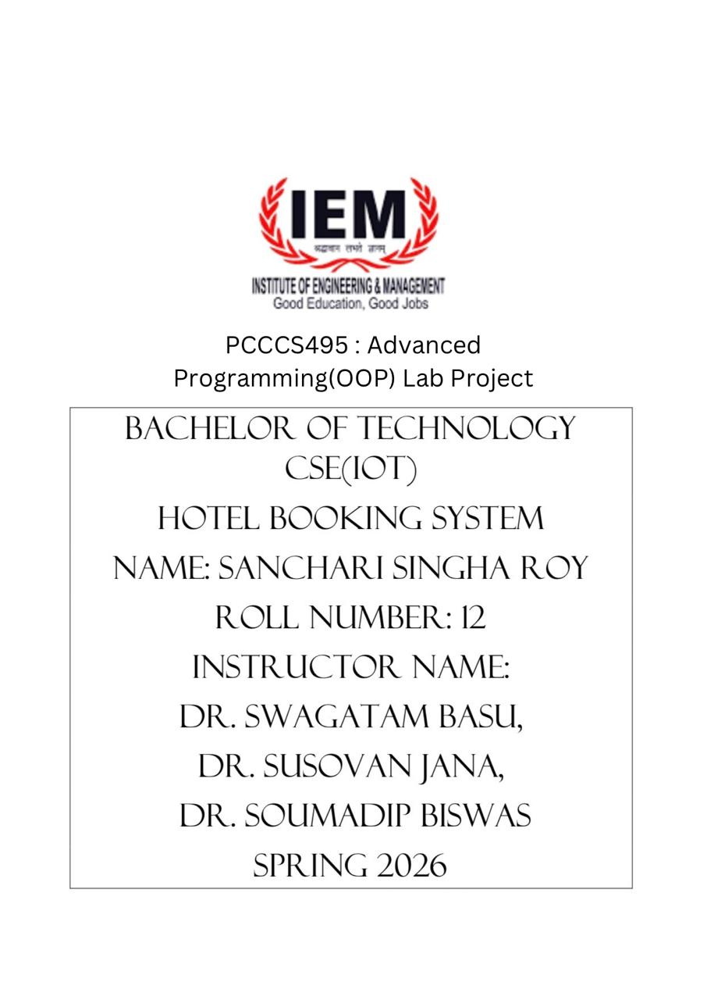 IEM
श्रद्धावान लभते ज्ञानम्
INSTITUTE OF ENGINEERING & MANAGEMENT
Good Education, Good Jobs
PCCCS495 : Advanced
Programming(OOP) Lab Project
BACHELOR OF TECHNOLOGY
CSE(IOT)
HOTEL BOOKING SYSTEM
NAME: SANCHARI SINGHA ROY
ROLL NUMBER: 12
INSTRUCTOR NAME:
DR. SWAGATAM BASU,
DR. SUSOVAN JANA,
DR. SOUMADIP BISWAS
SPRING 2026